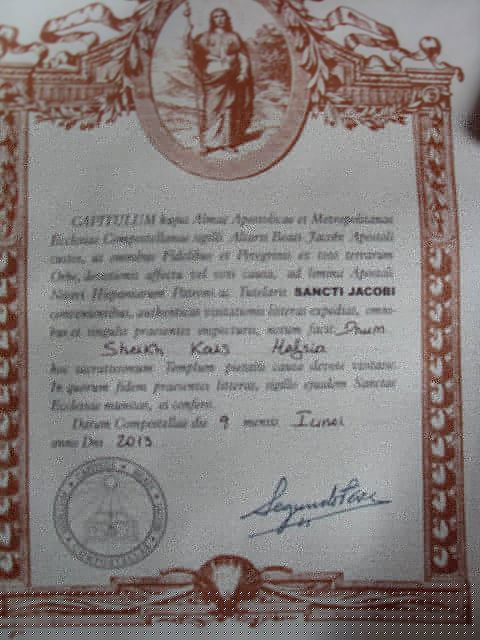 CAPITULUM hujus Almae Apostolicae et Metropolitanae
Ecclesiae Compostellanae sigilli Altaris Beati Jacobi Apostoli
custos, ut omnibus Fidelibus et Peregrinis ex toto terrarum
Orbe, devotionis affectu vel voti causa, ad limina Apostoli
Nostri Hispaniarum Patroni ac Tutelaris SANCTI JACOBI
convenientibus, authenticas visitationis litteras expediat, omni-
bus et singulis praesentes inspecturis, notum facit Dnum
Sheikh Kais
hoc sacratissimum Templum pietatis causa devote visitasse.
In quorum fidem praesentes litteras, sigillo ejusdem Sanctae
Ecclesiae munitas, ei confero.
Datum Compostellae die 9 mensis Iunii
anno Dni 2013